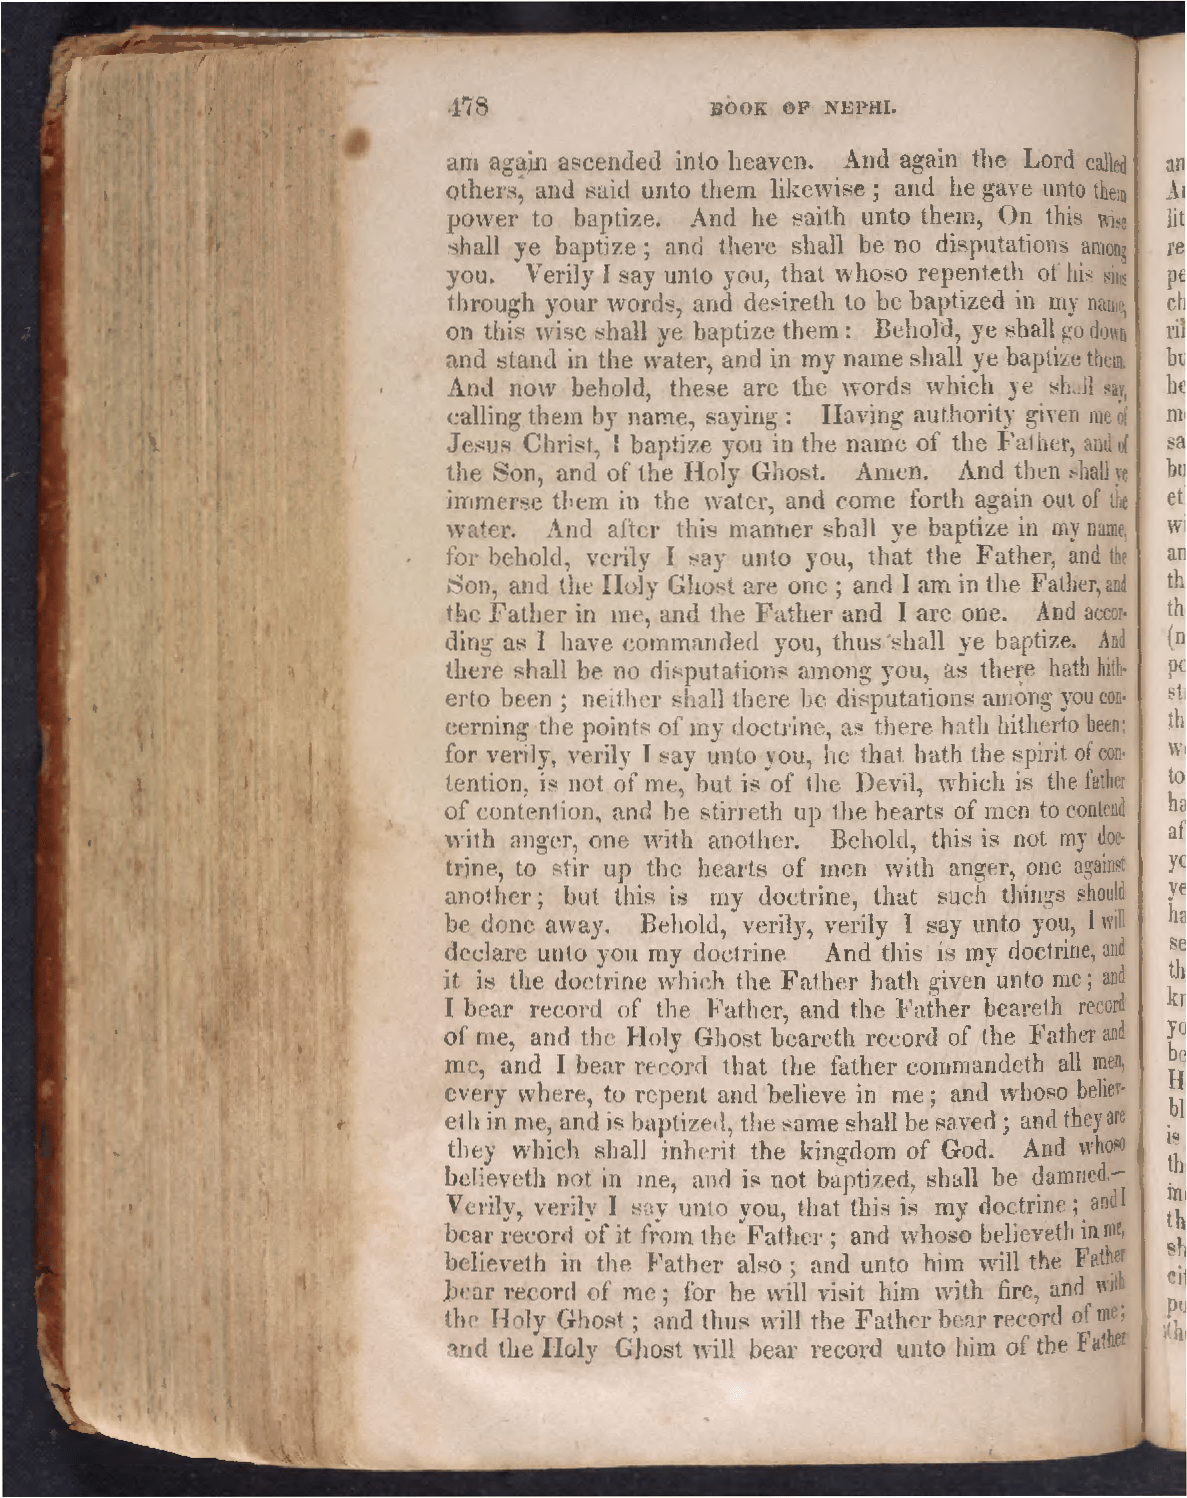 478 BOOK OF NEPHI.
am again ascended into heaven. And again the Lord called
others, and said unto them likewise; and he gave unto them
power to baptize. And he saith unto them, On this wise
shall ye baptize; and there shall be no disputations among
you. Verily I say unto you, that whoso repenteth of his sins
through your words, and desireth to be baptized in my name,
on this wise shall ye baptize them: Behold, ye shall go down
and stand in the water, and in my name shall ye baptize them.
And now behold, these are the words which ye shall say,
calling them by name, saying: Having authority given me of
Jesus Christ, I baptize you in the name of the Father, and of
the Son, and of the Holy Ghost. Amen. And then shall ye
immerse them in the water, and come forth again out of the
water. And after this manner shall ye baptize in my name,
for behold, verily I say unto you, that the Father, and the
Son, and the Holy Ghost are one; and I am in the Father, and
the Father in me, and the Father and I are one. And accor-
ding as I have commanded you, thus shall ye baptize. And
there shall be no disputations among you, as there hath hith-
erto been; neither shall there be disputations among you con-
cerning the points of my doctrine, as there hath hitherto been;
for verily, verily I say unto you, he that hath the spirit of con-
tention, is not of me, but is of the Devil, which is the father
of contention, and he stirreth up the hearts of men to contend
with anger, one with another. Behold, this is not my doc-
trine, to stir up the hearts of men with anger, one against
another; but this is my doctrine, that such things should
be done away. Behold, verily, verily I say unto you, I will
declare unto you my doctrine And this is my doctrine, and
it is the doctrine which the Father hath given unto me; and
I bear record of the Father, and the Father beareth record
of me, and the Holy Ghost beareth record of the Father and
me, and I bear record that the father commandeth all men,
every where, to repent and believe in me; and whoso believ-
eth in me, and is baptized, the same shall be saved; and they are
they which shall inherit the kingdom of God. And whoso
believeth not in me, and is not baptized, shall be damned.—
Verily, verily I say unto you, that this is my doctrine; and I
bear record of it from the Father; and whoso believeth in me,
believeth in the Father also; and unto him will the Father
bear record of me; for he will visit him with fire, and with
the Holy Ghost; and thus will the Father bear record of me;
and the Holy Ghost will bear record unto him of the Father